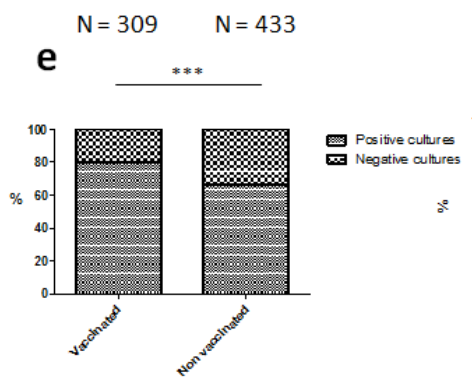 N = 309 N = 433
e
***
100
80
60
40
20
0
%
Vaccinated
Non vaccinated
Positive cultures
Negative cultures
%